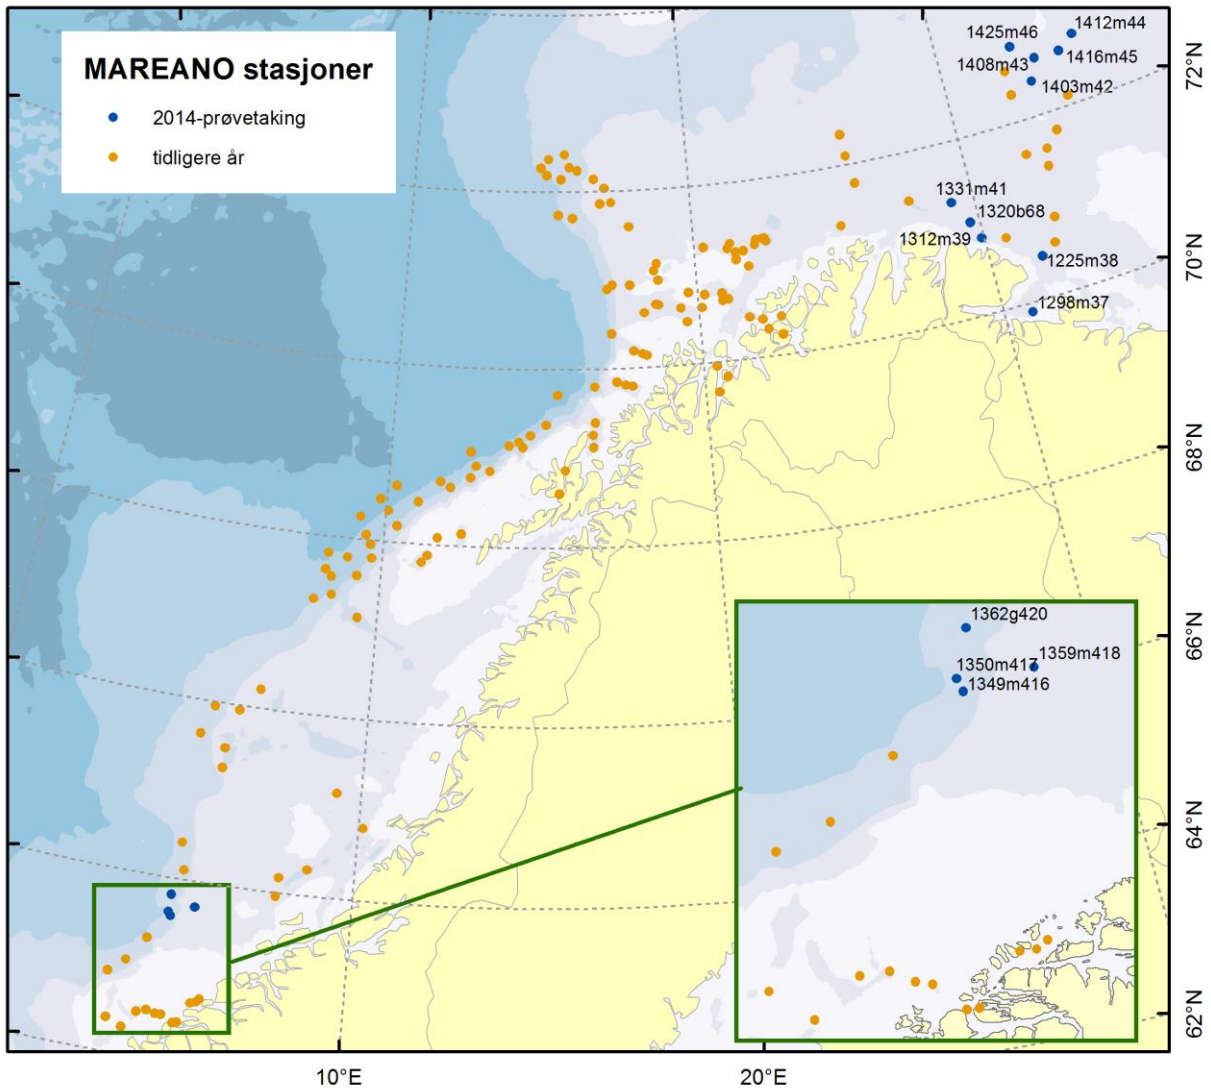 MAREANO stasjoner
2014-prøvetaking
tidligere år
1412m44
1425m46
1416m45
1408m43
1403m42
1331m41
1320b68
1312m39
1225m38
1298m37
1362g420
1359m418
1350m417
1349m416
72°N
70°N
68°N
66°N
64°N
62°N
10°E
20°E